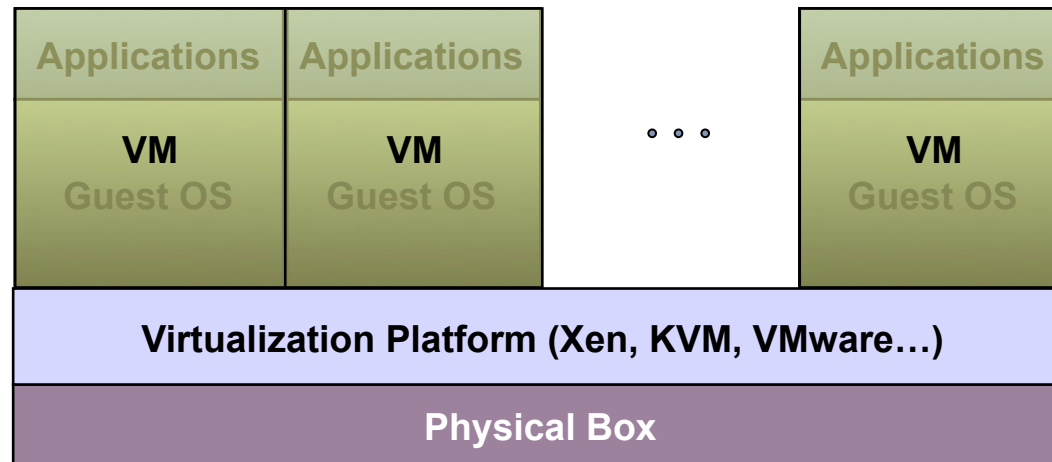 Applications Applications Applications
VM VM • • • VM
Guest OS Guest OS Guest OS
Virtualization Platform (Xen, KVM, VMware…)
Physical Box